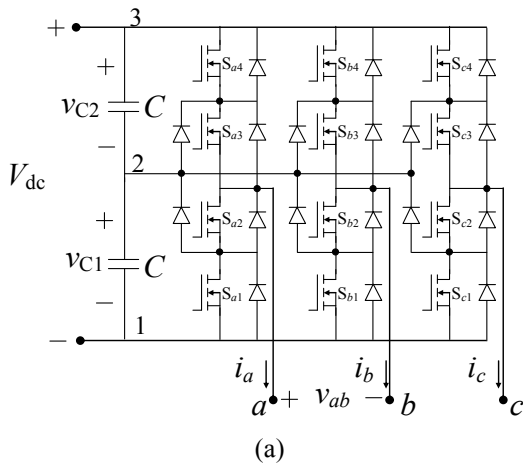 + 3
S_a4 S_b4 S_c4
+
v_C2 C
S_a3 S_b3 S_c3
−
2
V_dc
+
S_a2 S_b2 S_c2
v_C1 C
−
S_a1 S_b1 S_c1
− 1
i_a i_b i_c
a + v_ab − b c
(a)